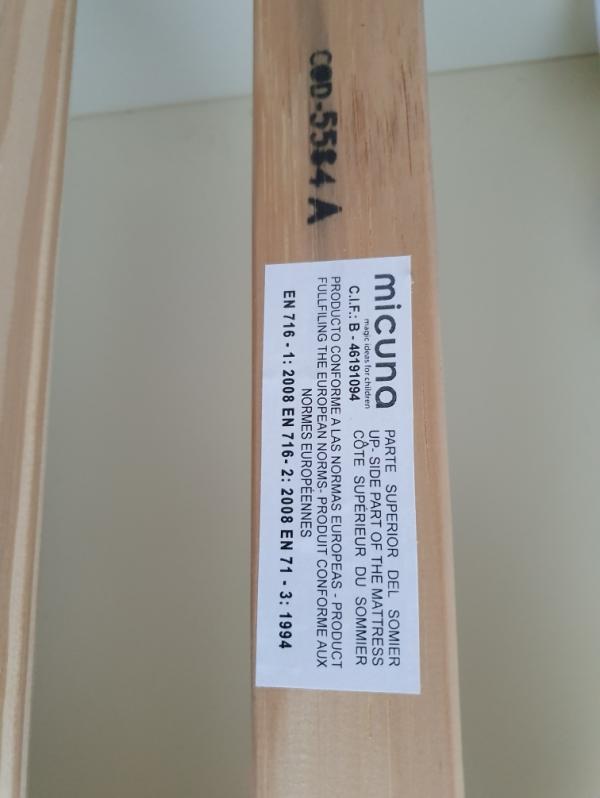 COD-5584 A
micuna
magic ideas for children
C.I.F.: B - 46191094
PARTE SUPERIOR DEL SOMIER
UP- SIDE PART OF THE MATTRESS
CÔTE SUPÉRIEUR DU SOMMIER
PRODUCTO CONFORME A LAS NORMAS EUROPEAS - PRODUCT
FULLFILING THE EUROPEAN NORMS- PRODUIT CONFORME AUX
NORMES EUROPÉENNES
EN 716 - 1: 2008 EN 716- 2: 2008 EN 71 - 3: 1994